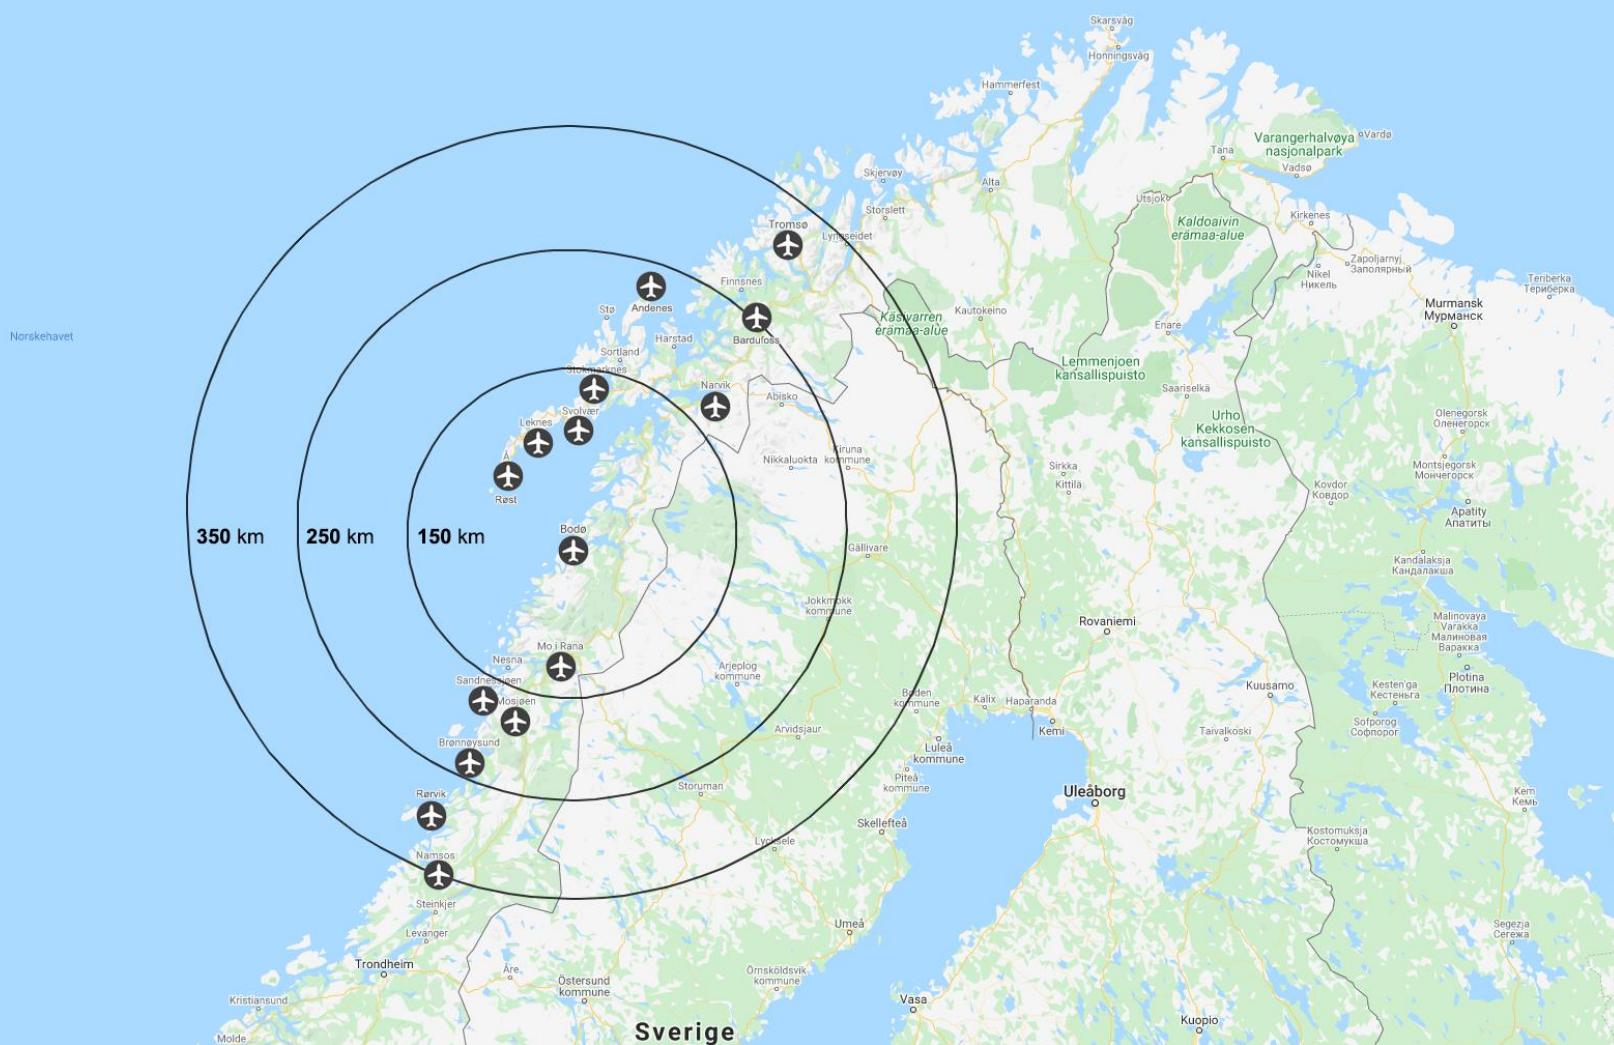 Skarsvåg
Honningsvåg
Hammerfest
Varangerhalvøya
nasjonalpark
Vardø
Tana
Vadsø
Skjervøy
Alta
Utsjok
Storslett
Kirkenes
Kaldoaivin
erämaa-alue
Tromsø
Lyngseidet
Zapoljarnyj
Заполярный
Nikel
Никель
Teriberka
Териберка
Finnsnes
Murmansk
Мурманск
Stø
Andenes
Käsivarren
erämaa-alue
Kautokeino
Enare
Norskehavet
Harstad
Bardufoss
Sortland
Lemmenjoen
kansallispuisto
Stokmarknes
Saariselkä
Narvik
Abisko
Urho
Kekkosen
kansallispuisto
Olenegorsk
Оленегорск
Svolvær
Leknes
Å
Nikkaluokta
Kiruna
kommune
Sirkka
Kittilä
Montsjegorsk
Мончегорск
Kovdor
Ковдор
Røst
Apatity
Апатиты
350 km
250 km
150 km
Bodø
Gällivare
Kandalaksja
Кандалакша
Jokkmokk
kommune
Rovaniemi
Malinovaya
Varakka
Малиновая
Варакка
Mo i Rana
Nesna
Arjeplog
kommune
Sandnessjøen
Mosjøen
Boden
kommune
Kalix
Haparanda
Kuusamo
Kesten'ga
Кестеньга
Plotina
Плотина
Arvidsjaur
Kemi
Taivalkoski
Sofporog
Софпорог
Brønnøysund
Luleå
kommune
Piteå
kommune
Rørvik
Storuman
Uleåborg
Kem
Кемь
Skellefteå
Kostomuksja
Костомукша
Lycksele
Namsos
Steinkjer
Umeå
Segezja
Сегежа
Levanger
Trondheim
Åre
Östersund
kommune
Örnsköldsvik
kommune
Kristiansund
Vasa
Kuopio
Molde
Sverige